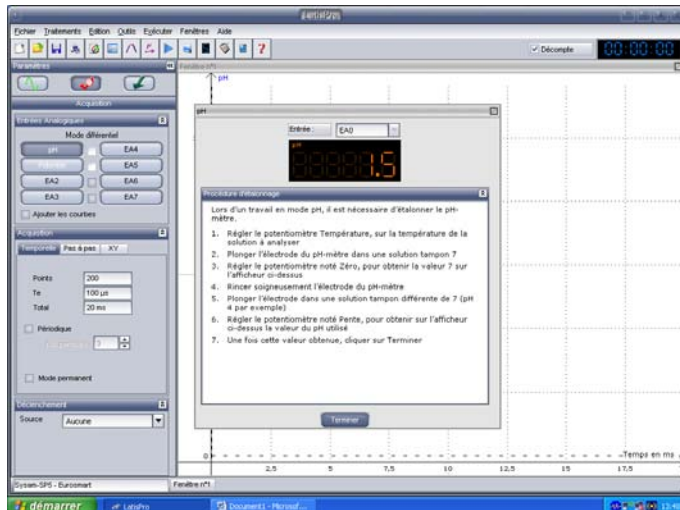 LatisPro
Fichier Traitements Edition Outils Exécuter Fenêtres Aide
Décompte
00:00:00
Paramètres
Fenêtre n°1
Acquisition
Entrées Analogiques
Mode différentiel
pH EA4
EA5
EA2 EA6
EA3 EA7
Ajouter les courbes
Acquisition
Temporelle Pas à pas XY
Points 200
Te 100 µs
Total 20 ms
Périodique
3
Mode permanent
Déclenchement
Source Aucune
Sysam-SP5 - Eurosmart
Fenêtre n°1
pH
pH
Entrée : EA0
pH
1.5
Procédure d'étalonnage
Lors d'un travail en mode pH, il est nécessaire d'étalonner le pH-
mètre.
1. Régler le potentiomètre Température, sur la température de la
solution à analyser
2. Plonger l'électrode du pH-mètre dans une solution tampon 7
3. Régler le potentiomètre noté Zéro, pour obtenir la valeur 7 sur
l'afficheur ci-dessus
4. Rincer soigneusement l'électrode du pH-mètre
5. Plonger l'électrode dans une solution tampon différente de 7 (pH
4 par exemple)
6. Régler le potentiomètre noté Pente, pour obtenir sur l'afficheur
ci-dessus la valeur du pH utilisé
7. Une fois cette valeur obtenue, cliquer sur Terminer
Terminer
0
Temps en ms
2,5 5 7,5 10 12,5 15 17,5
démarrer
LatisPro
Document1 - Microsof...